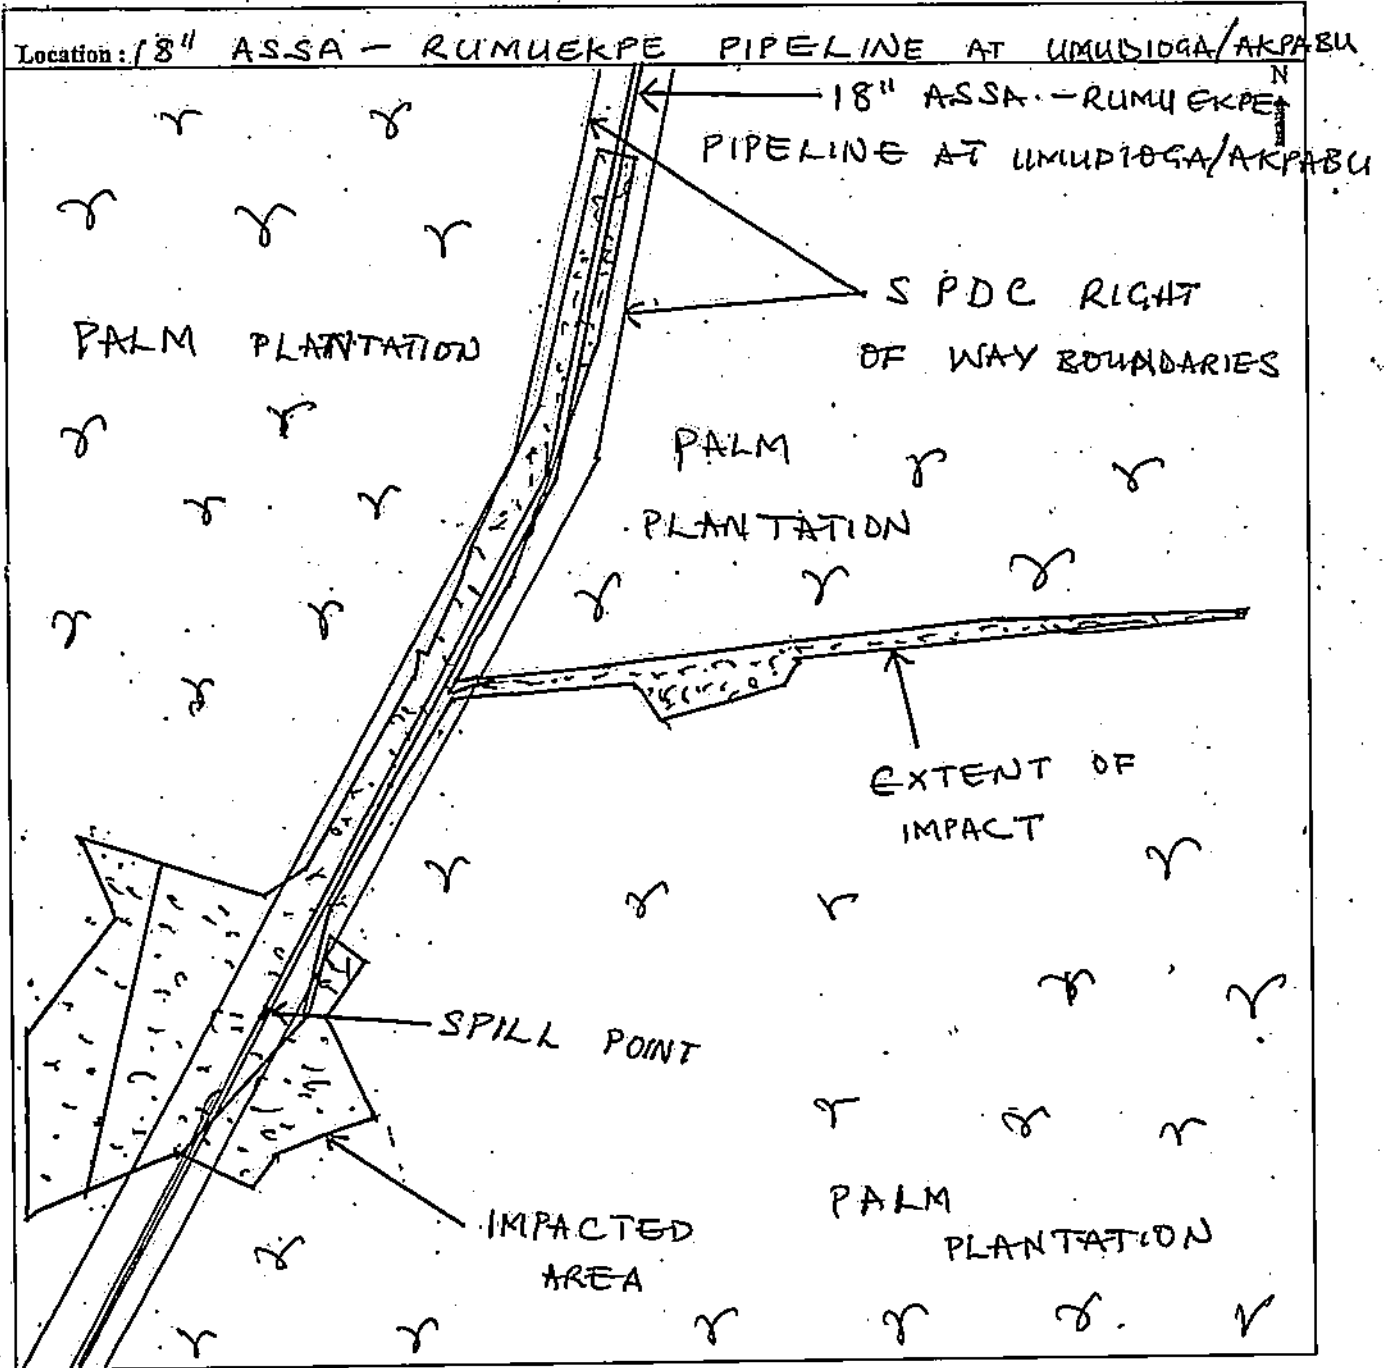 Location: 18" ASSA - RUMUEKPE PIPELINE AT UMUDIOGA/AKPABU
N
18" ASSA. - RUMUEKPE
PIPELINE AT UMUDIOGA/AKPABU
SPDC RIGHT
OF WAY BOUNDARIES
PALM PLANTATION
PALM
PLANTATION
EXTENT OF
IMPACT
SPILL POINT
IMPACTED
AREA
PALM
PLANTATION